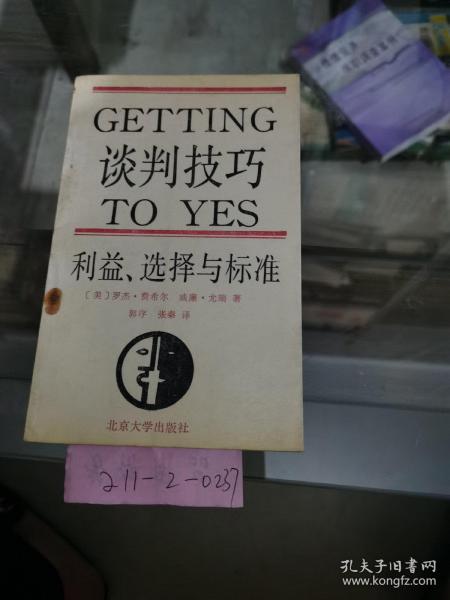 GETTING
谈判技巧
TO YES
利益、选择与标准
〔美〕罗杰·费希尔 威廉·尤瑞 著
郭序 张泰 译
北京大学出版社
211-2-0237
孔夫子旧书网
www.kongfz.com